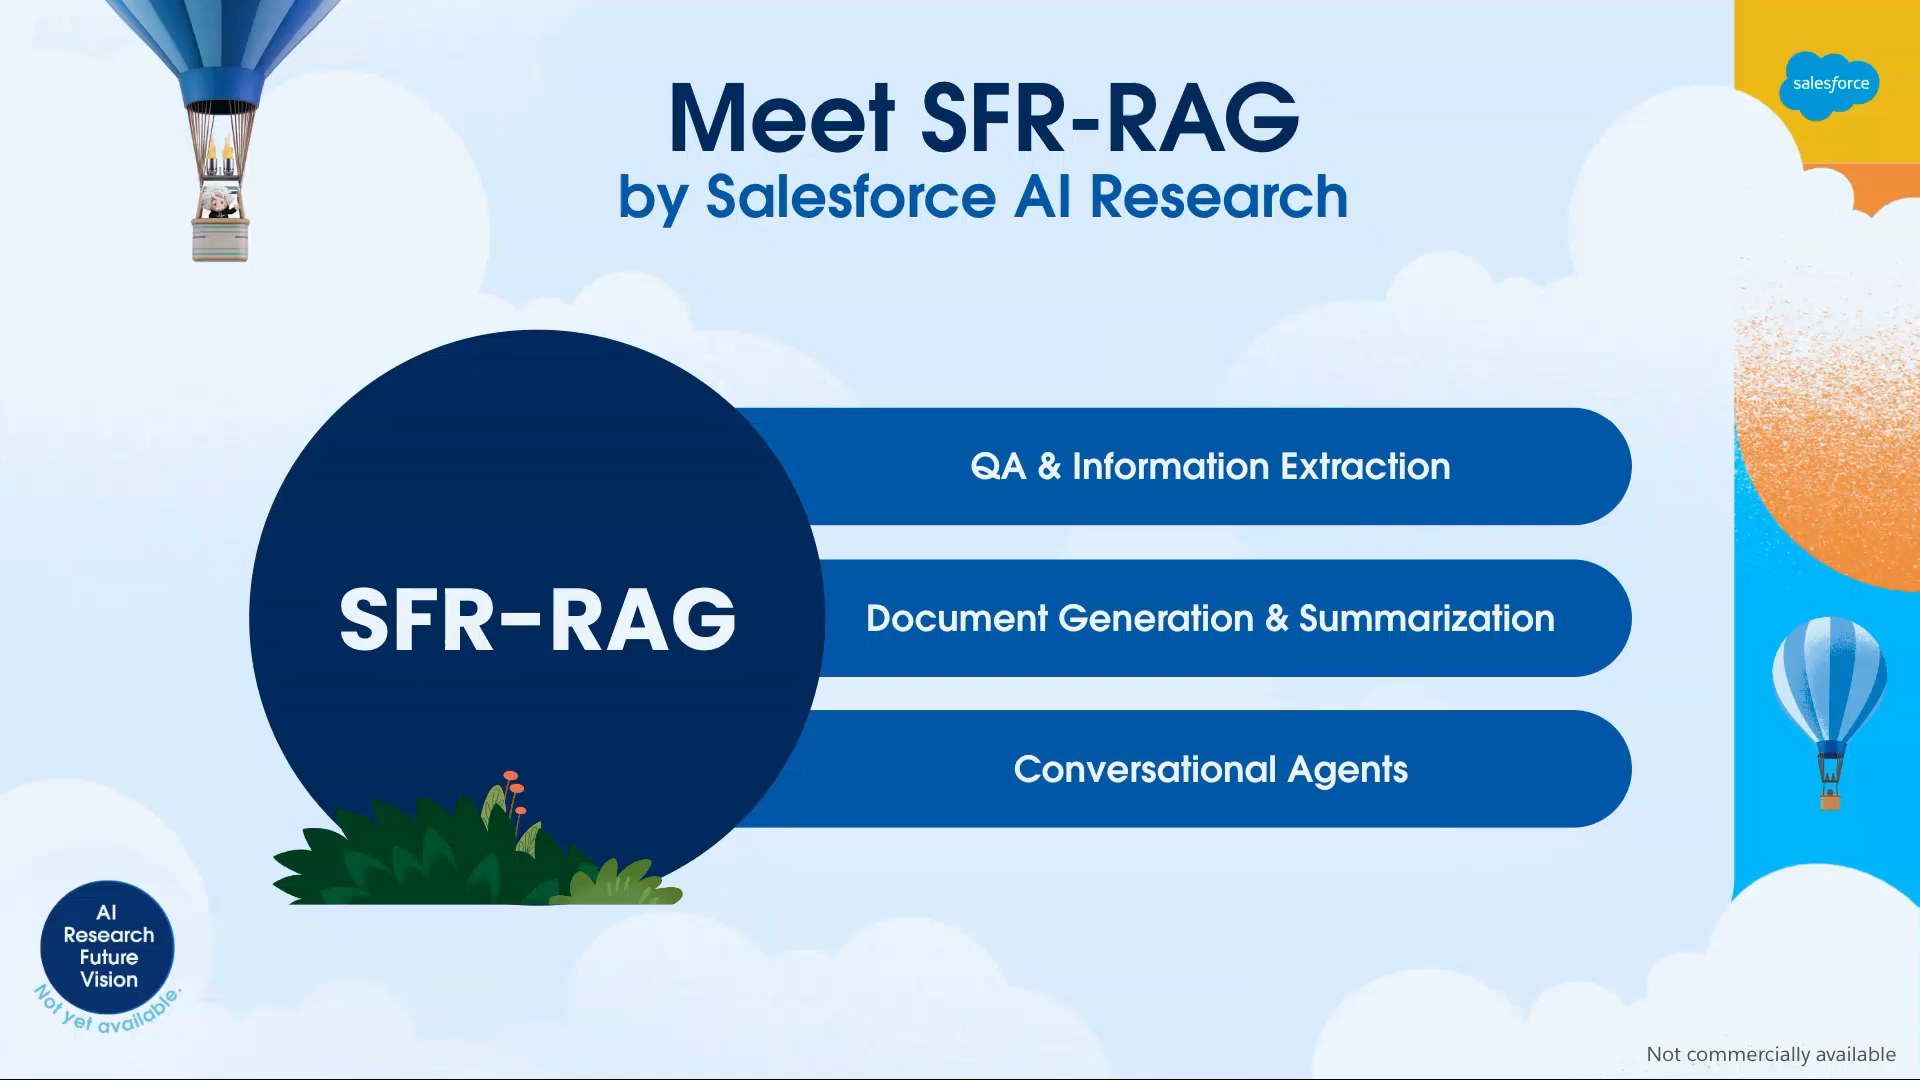 Meet SFR-RAG
by Salesforce AI Research
salesforce
SFR-RAG
QA & Information Extraction
Document Generation & Summarization
Conversational Agents
AI
Research
Future
Vision
Not yet available.
Not commercially available